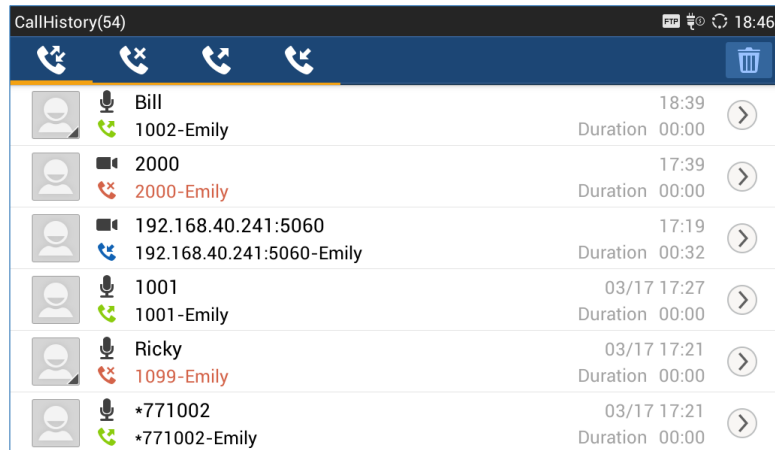 CallHistory(54) FTP 18:46
Bill 18:39
1002-Emily Duration 00:00
2000 17:39
2000-Emily Duration 00:00
192.168.40.241:5060 17:19
192.168.40.241:5060-Emily Duration 00:32
1001 03/17 17:27
1001-Emily Duration 00:00
Ricky 03/17 17:21
1099-Emily Duration 00:00
*771002 03/17 17:21
*771002-Emily Duration 00:00